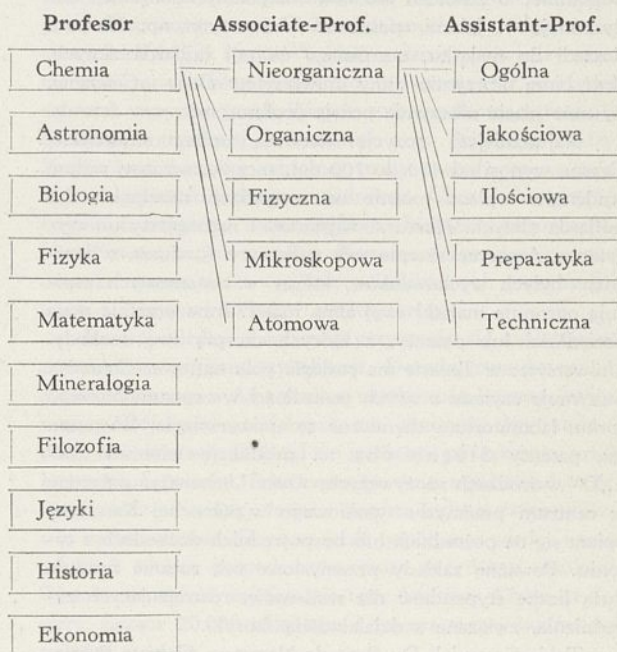 Profesor Associate-Prof. Assistant-Prof.
Chemia Nieorganiczna Ogólna
Astronomia Organiczna Jakościowa
Biologia Fizyczna Ilościowa
Fizyka Mikroskopowa Preparatyka
Matematyka Atomowa Techniczna
Mineralogia
Filozofia
Języki
Historia
Ekonomia